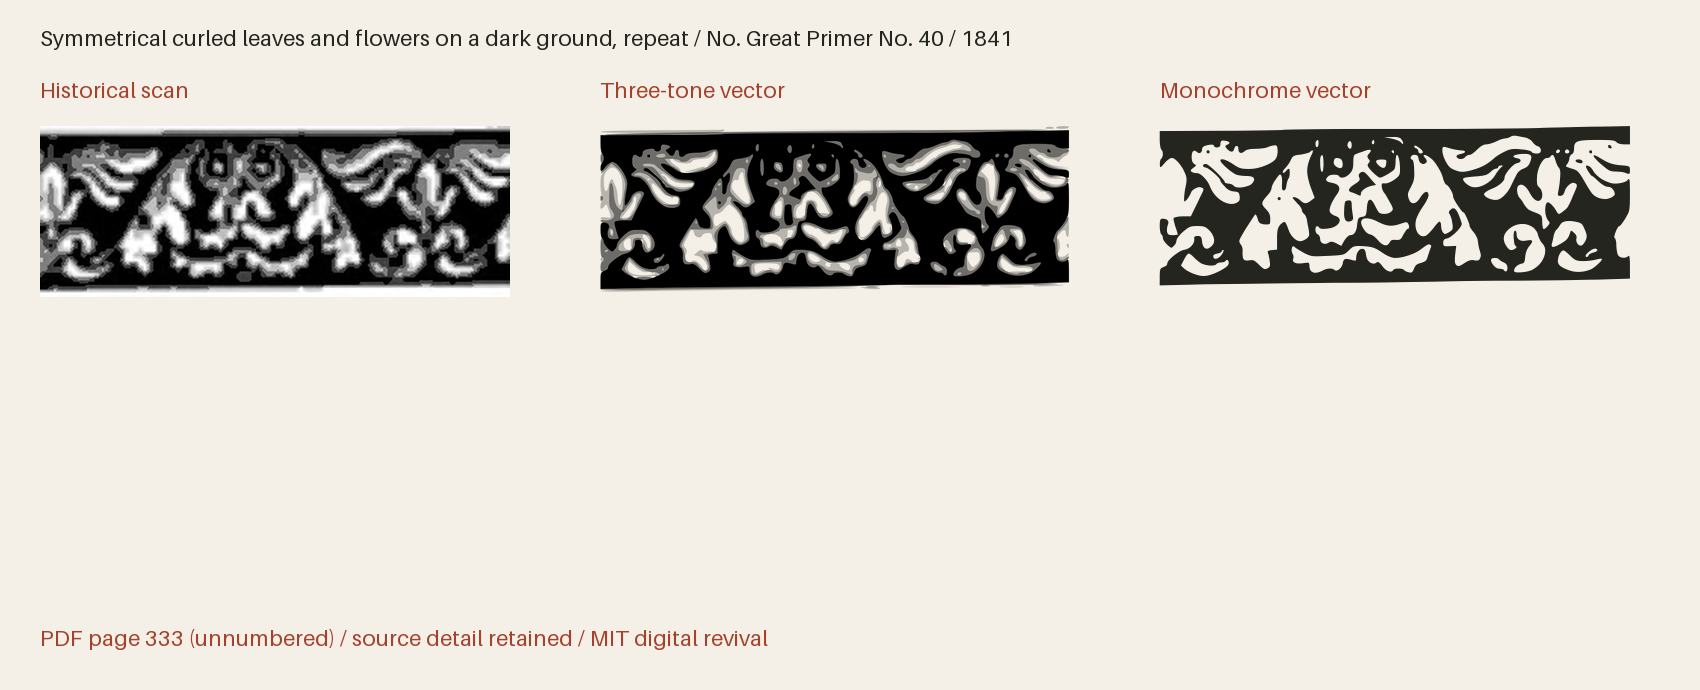 Symmetrical curled leaves and flowers on a dark ground, repeat / No. Great Primer No. 40 / 1841
Historical scan
Three-tone vector
Monochrome vector
PDF page 333 (unnumbered) / source detail retained / MIT digital revival